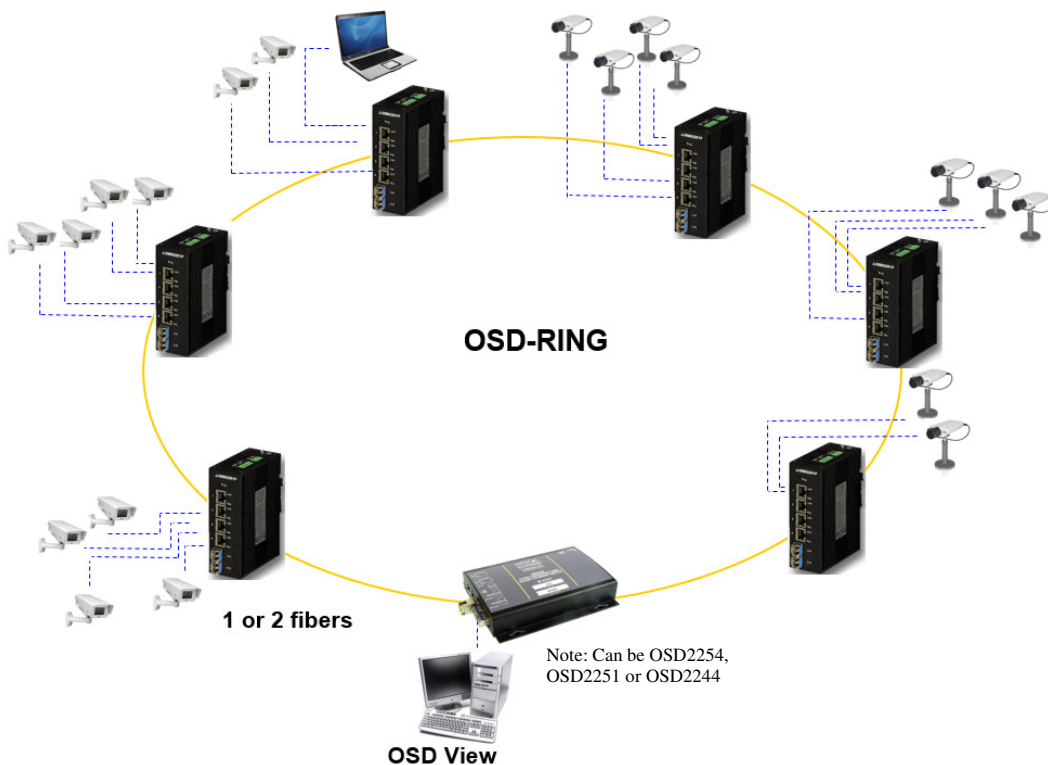 OSD-RING
1 or 2 fibers
Note: Can be OSD2254,
OSD2251 or OSD2244
OSD View